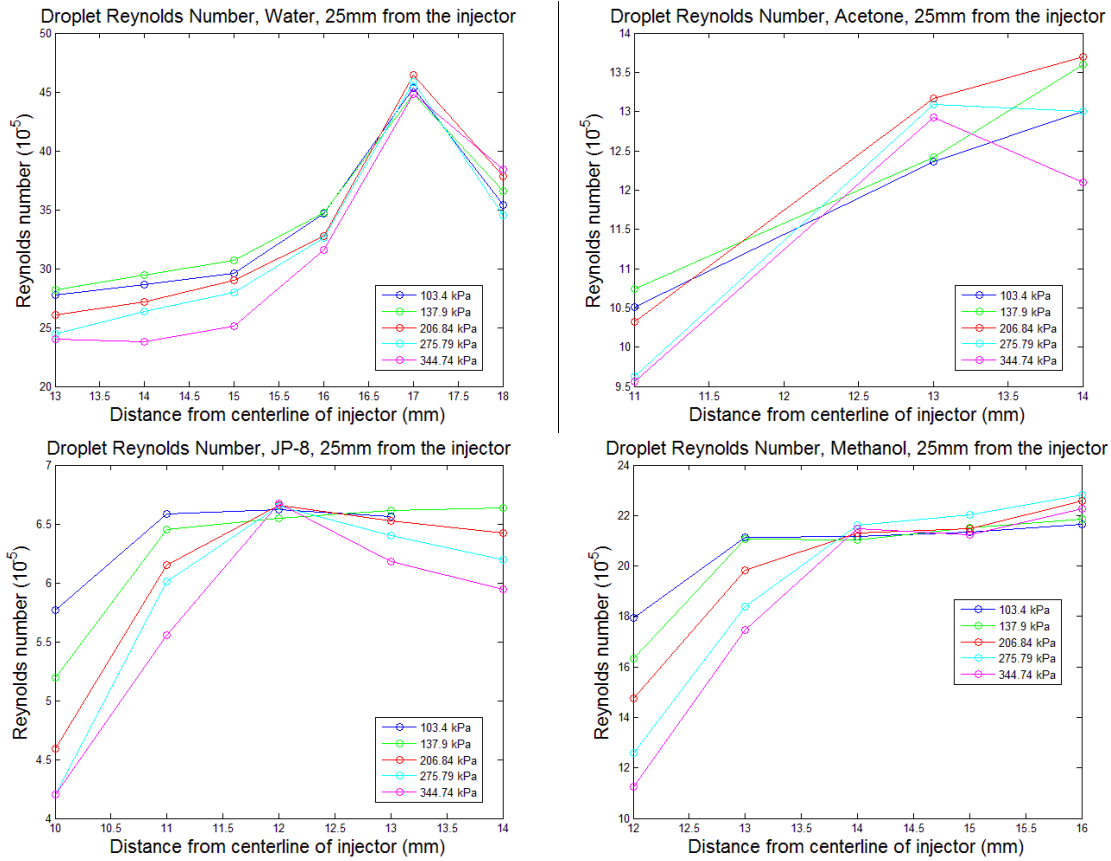 Droplet Reynolds Number, Water, 25mm from the injector
50
45
40
35
30
25
20
Reynolds number (10-5)
13 13.5 14 14.5 15 15.5 16 16.5 17 17.5 18
Distance from centerline of injector (mm)
103.4 kPa
137.9 kPa
206.84 kPa
275.79 kPa
344.74 kPa
Droplet Reynolds Number, Acetone, 25mm from the injector
14
13.5
13
12.5
12
11.5
11
10.5
10
9.5
Reynolds number (10-5)
11 11.5 12 12.5 13 13.5 14
Distance from centerline of injector (mm)
103.4 kPa
137.9 kPa
206.84 kPa
275.79 kPa
344.74 kPa
Droplet Reynolds Number, JP-8, 25mm from the injector
7
6.5
6
5.5
5
4.5
4
Reynolds number (10-5)
10 10.5 11 11.5 12 12.5 13 13.5 14
Distance from centerline of injector (mm)
103.4 kPa
137.9 kPa
206.84 kPa
275.79 kPa
344.74 kPa
Droplet Reynolds Number, Methanol, 25mm from the injector
24
22
20
18
16
14
12
10
Reynolds number (10-5)
12 12.5 13 13.5 14 14.5 15 15.5 16
Distance from centerline of injector (mm)
103.4 kPa
137.9 kPa
206.84 kPa
275.79 kPa
344.74 kPa